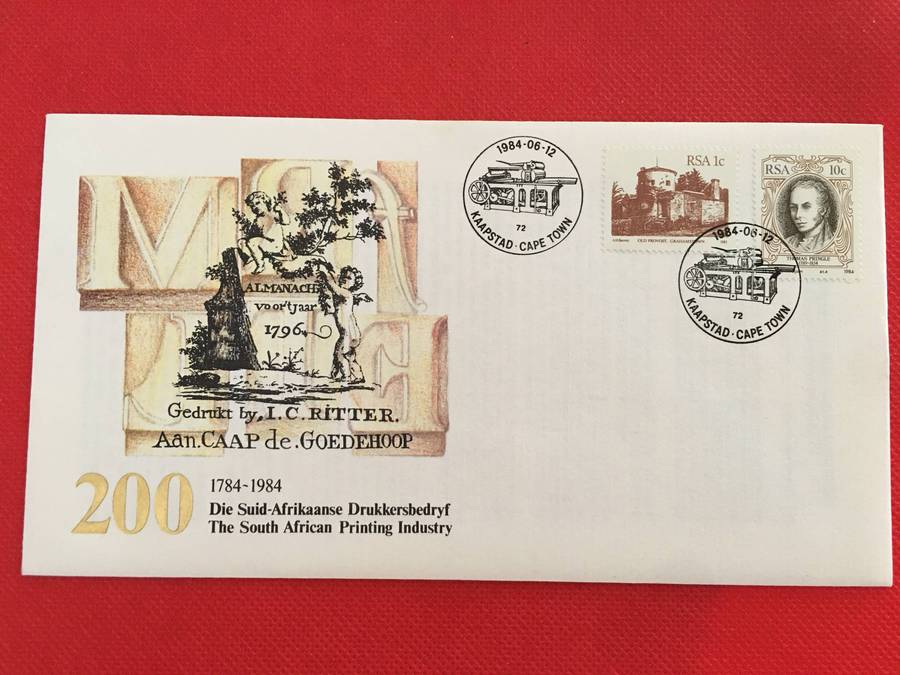 ALMANACH
voor't jaar
1796
Gedrukt by, I. C. RITTER.
Aan. CAAP de. GOEDEHOOP
200
1784-1984
Die Suid-Afrikaanse Drukkersbedryf
The South African Printing Industry
1984-06-12
72
KAAPSTAD · CAPE TOWN
RSA 1c
OLD PROVOST, GRAHAMSTOWN
RSA 10c
THOMAS PRINGLE
1789-1834
1984
1984-06-12
72
KAAPSTAD · CAPE TOWN